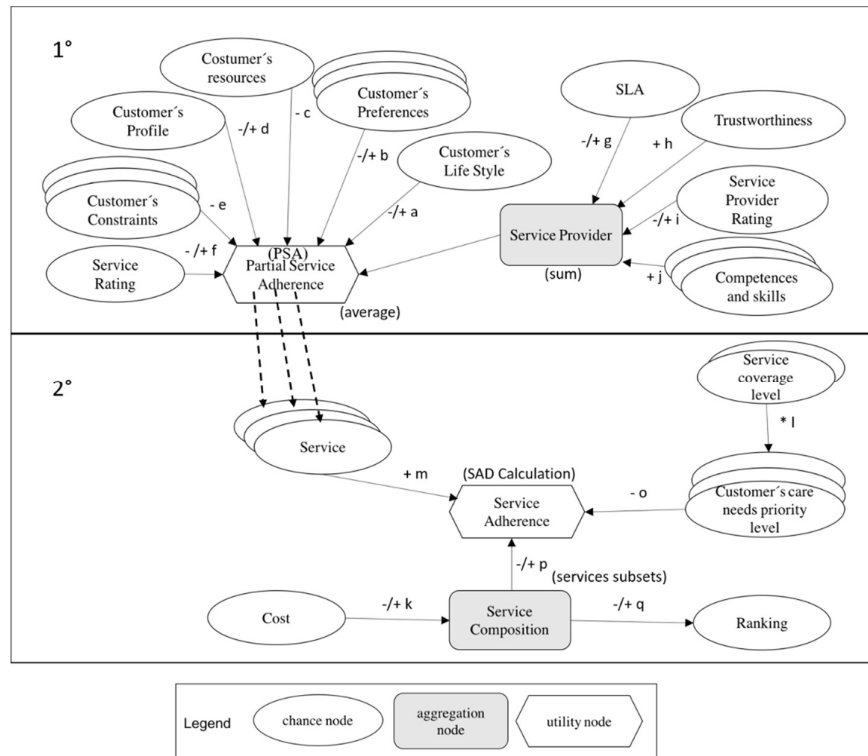 1°
Costumer´s
resources
Customer´s
Preferences
Customer´s
Profile
Customer´s
Life Style
Customer´s
Constraints
Service
Rating
- c
-/+ d
-/+ b
-/+ a
- e
-/+ f
(PSA)
Partial Service
Adherence
(average)
SLA
Trustworthiness
-/+ g
+ h
Service
Provider
Rating
-/+ i
Service Provider
(sum)
+ j
Competences
and skills
2°
Service
coverage
level
* l
Service
+ m
(SAD Calculation)
Service
Adherence
- o
Customer´s care
needs priority
level
-/+ p
(services subsets)
Cost
-/+ k
Service
Composition
-/+ q
Ranking
Legend
chance node
aggregation
node
utility node